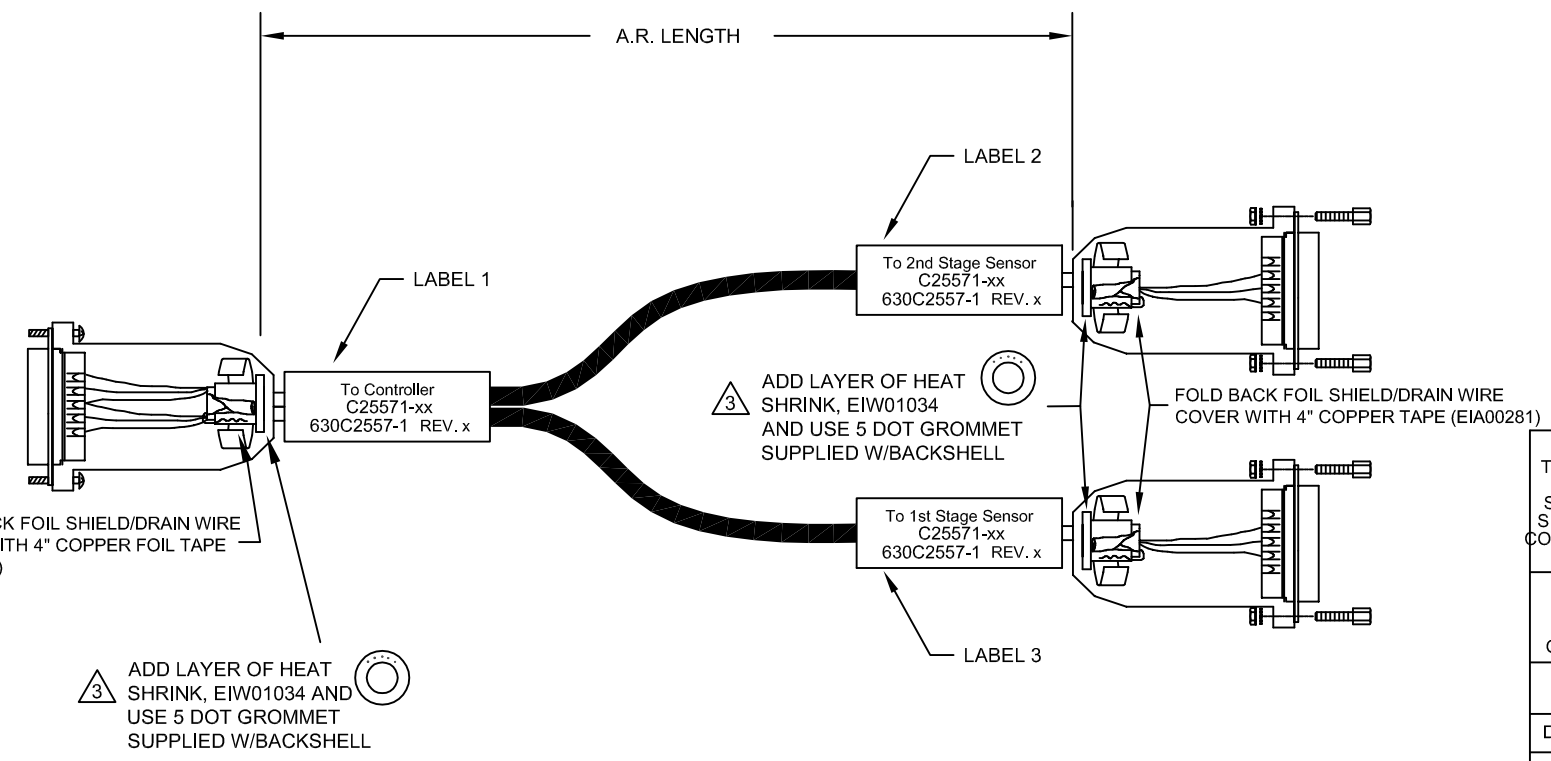 A.R. LENGTH
LABEL 2
To 2nd Stage Sensor
C25571-xx
630C2557-1 REV. x
LABEL 1
To Controller
C25571-xx
630C2557-1 REV. x
3
ADD LAYER OF HEAT
SHRINK, EIW01034
AND USE 5 DOT GROMMET
SUPPLIED W/BACKSHELL
FOLD BACK FOIL SHIELD/DRAIN WIRE
COVER WITH 4" COPPER TAPE (EIA00281)
To 1st Stage Sensor
C25571-xx
630C2557-1 REV. x
FOIL SHIELD/DRAIN WIRE
4" COPPER FOIL TAPE
)
LABEL 3
3
ADD LAYER OF HEAT
SHRINK, EIW01034 AND
USE 5 DOT GROMMET
SUPPLIED W/BACKSHELL